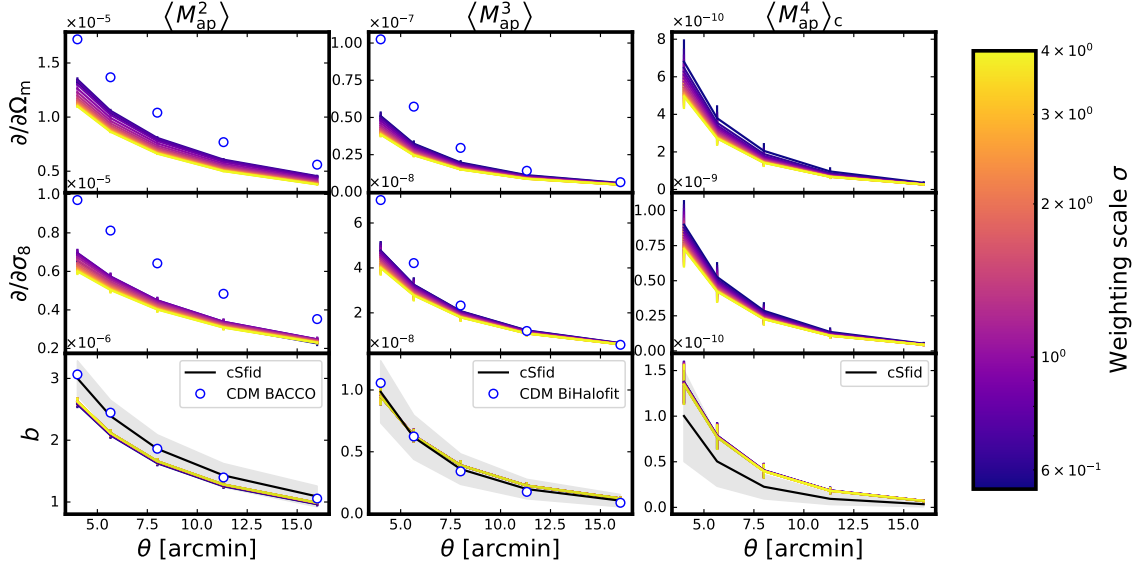 ⟨M²ap⟩ ⟨M³ap⟩ ⟨M⁴ap⟩c
×10⁻⁵ ×10⁻⁷ ×10⁻¹⁰
∂/∂Ωm
1.5
1.0
0.5
1.00
0.75
0.50
0.25
0.00
8
6
4
2
0
×10⁻⁵ ×10⁻⁸ ×10⁻⁹
∂/∂σ8
1.0
0.8
0.6
0.4
0.2
6
4
2
1.00
0.75
0.50
0.25
0.00
×10⁻⁶ ×10⁻⁸ ×10⁻¹⁰
b
3
2
1
cSfid
CDM BACCO
1.0
0.5
0.0
cSfid
CDM BiHalofit
1.5
1.0
0.5
0.0
cSfid
5.0 7.5 10.0 12.5 15.0 5.0 7.5 10.0 12.5 15.0 5.0 7.5 10.0 12.5 15.0
θ [arcmin] θ [arcmin] θ [arcmin]
4 × 10⁰
3 × 10⁰
2 × 10⁰
10⁰
6 × 10⁻¹
Weighting scale σ